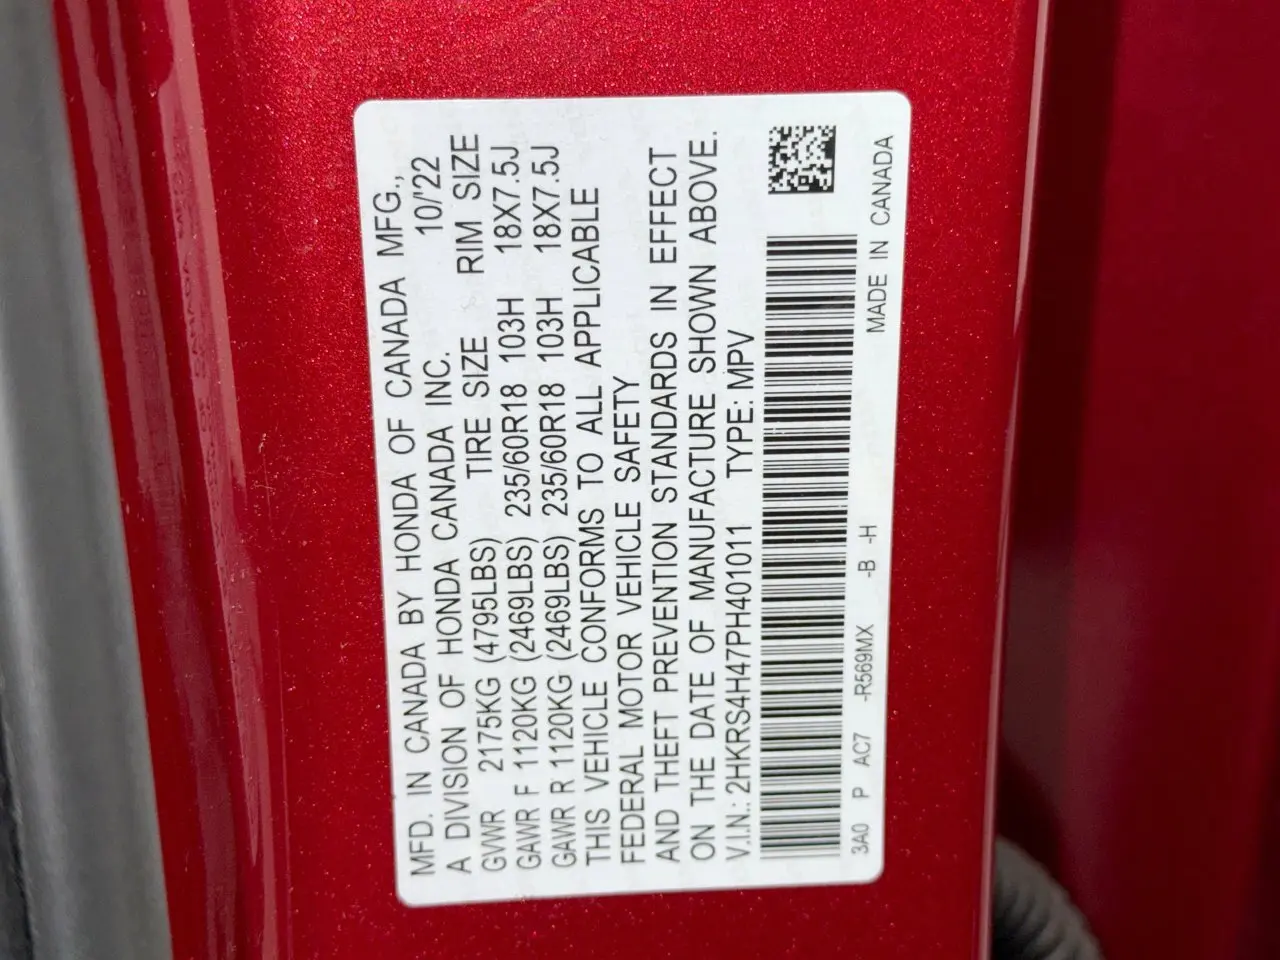 MFD. IN CANADA BY HONDA OF CANADA MFG.,
A DIVISION OF HONDA CANADA INC. 10/'22
GVWR 2175KG (4795LBS) TIRE SIZE RIM SIZE
GAWR F 1120KG (2469LBS) 235/60R18 103H 18X7.5J
GAWR R 1120KG (2469LBS) 235/60R18 103H 18X7.5J
THIS VEHICLE CONFORMS TO ALL APPLICABLE
FEDERAL MOTOR VEHICLE SAFETY
AND THEFT PREVENTION STANDARDS IN EFFECT
ON THE DATE OF MANUFACTURE SHOWN ABOVE.
V.I.N.: 2HKRS4H47PH401011 TYPE: MPV
3A0 P AC7 -R569MX -B -H MADE IN CANADA